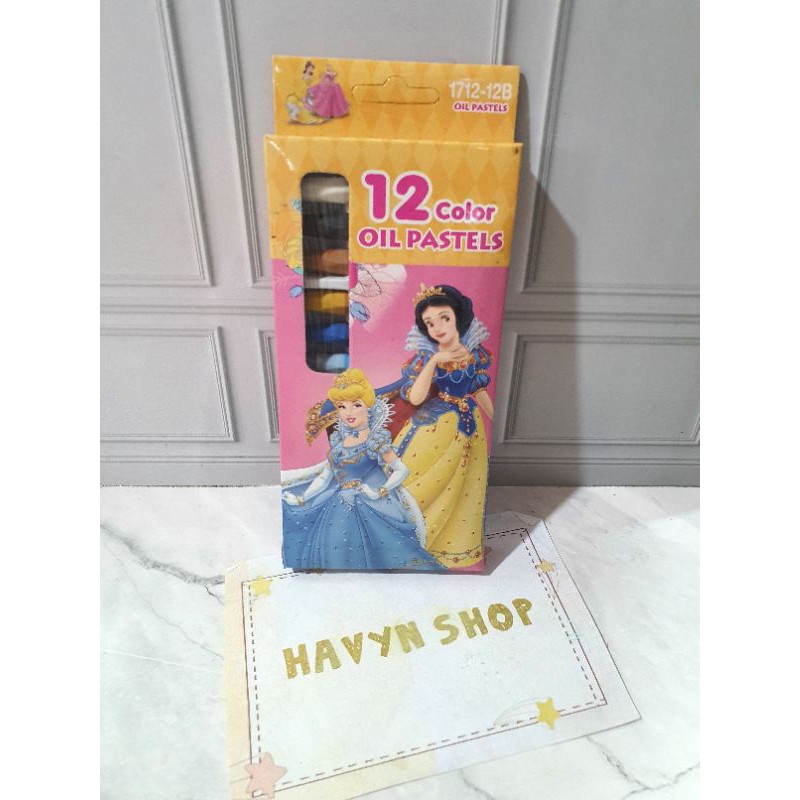 1712-12B
OIL PASTELS
12 Color
OIL PASTELS
HAVYN SHOP